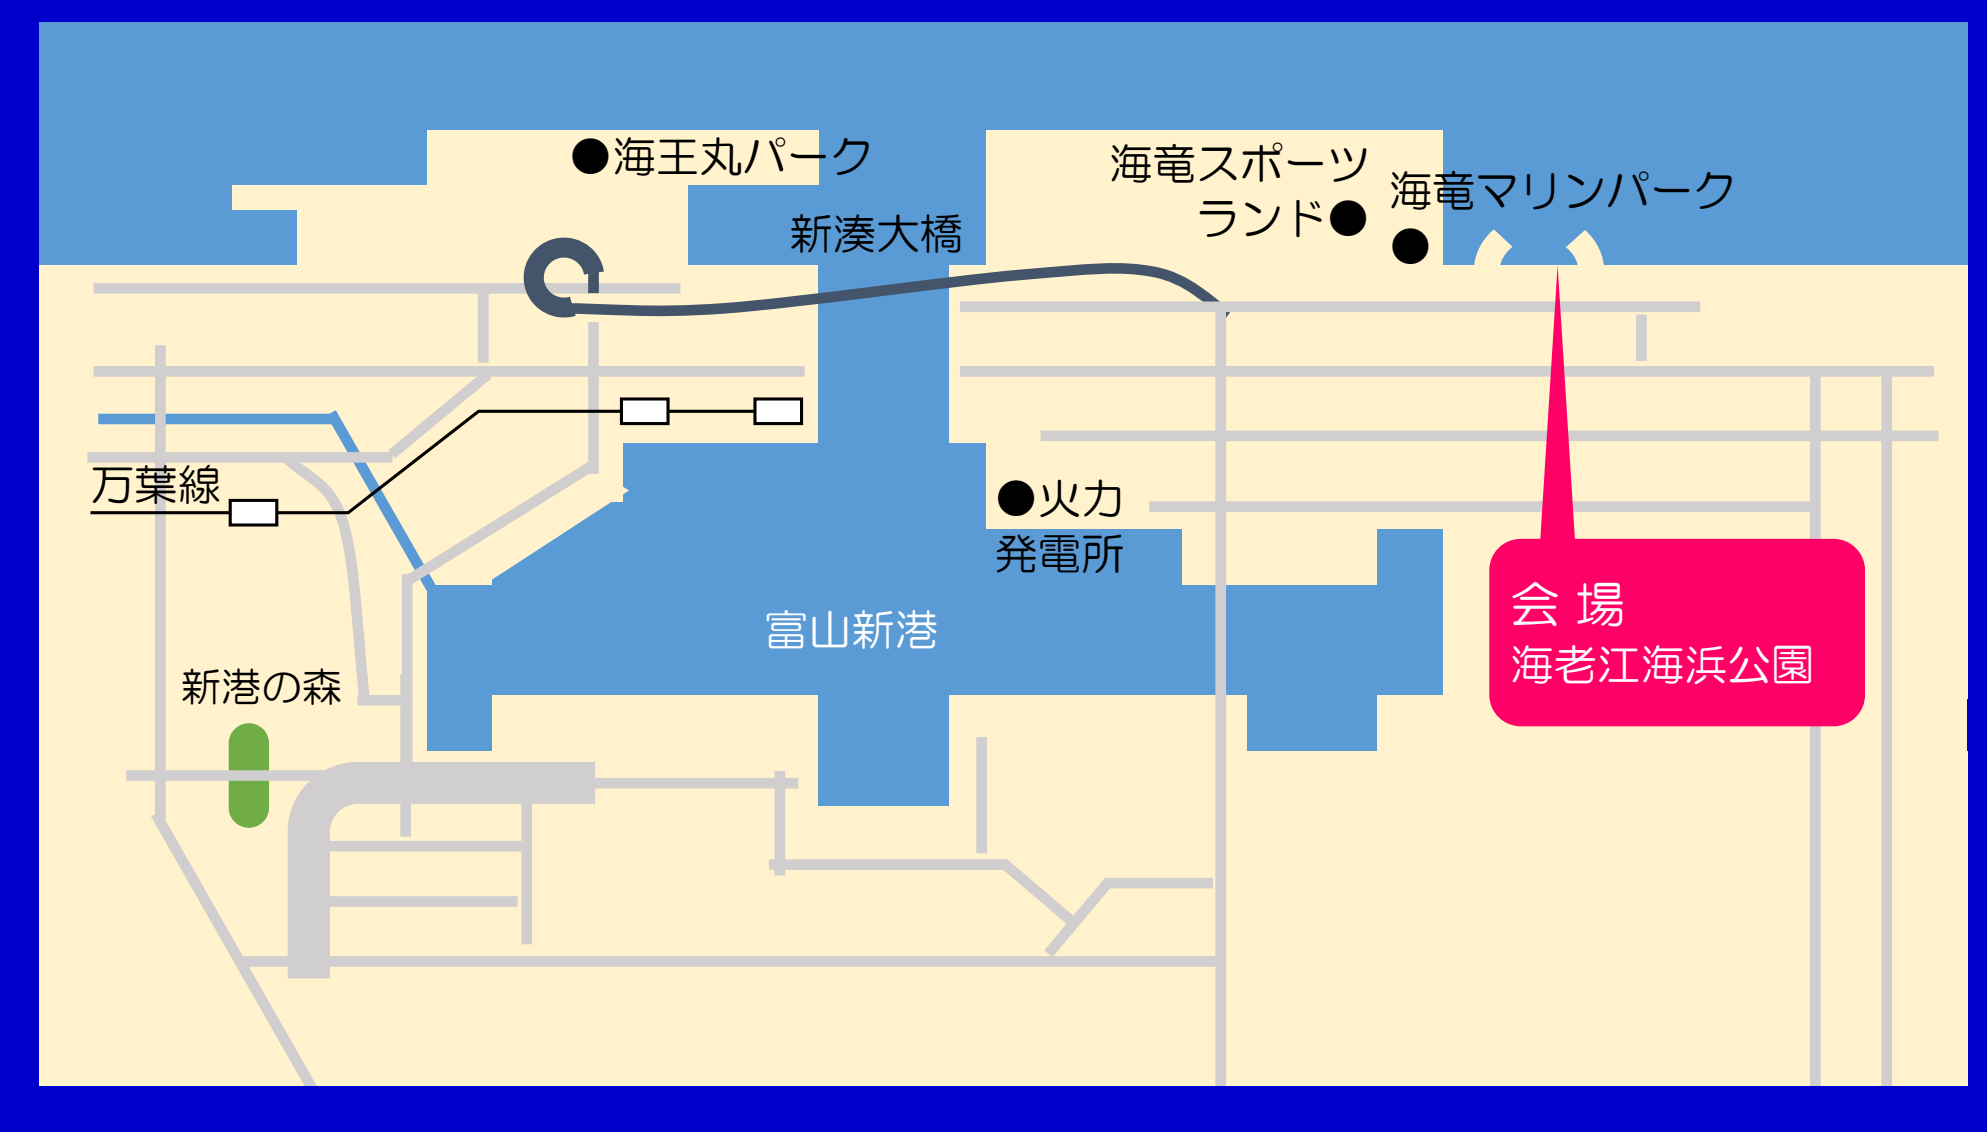 ●海王丸パーク
海竜スポーツ
ランド●
海竜マリンパーク
●
新湊大橋
万葉線
●火力
発電所
会 場
海老江海浜公園
富山新港
新港の森